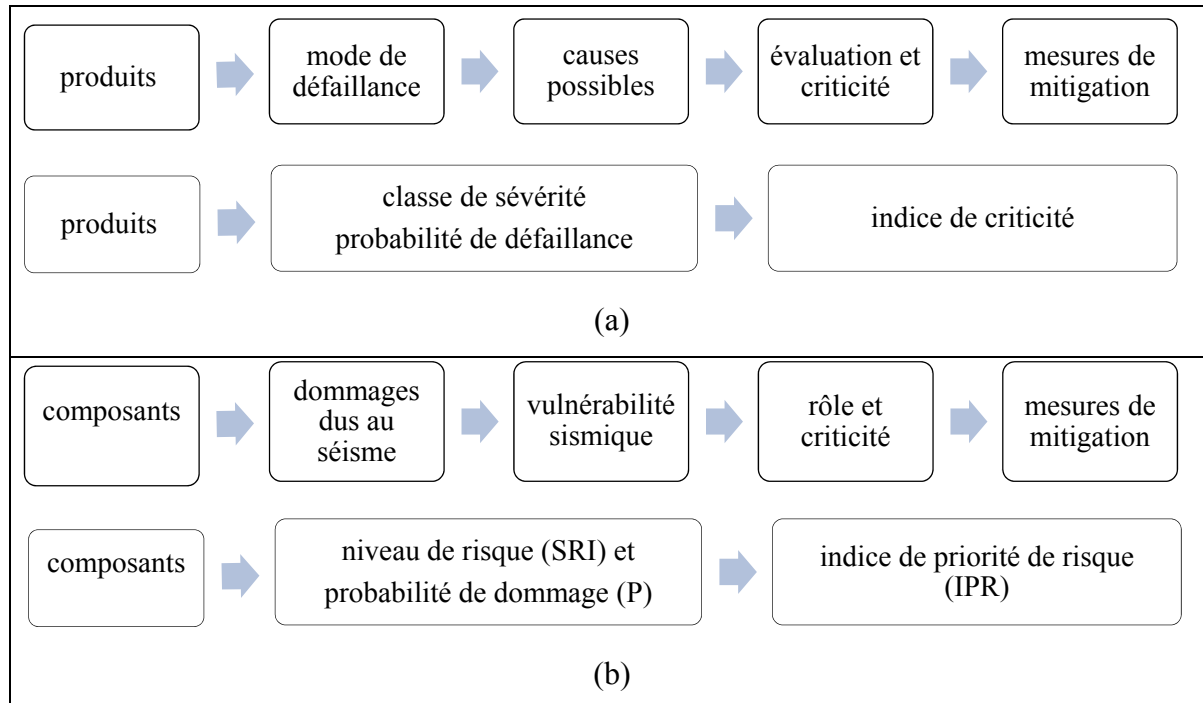 produits
mode de
défaillance
causes
possibles
évaluation et
criticité
mesures de
mitigation
produits
classe de sévérité
probabilité de défaillance
indice de criticité
(a)
composants
dommages
dus au
séisme
vulnérabilité
sismique
rôle et
criticité
mesures de
mitigation
composants
niveau de risque (SRI) et
probabilité de dommage (P)
indice de priorité de risque
(IPR)
(b)